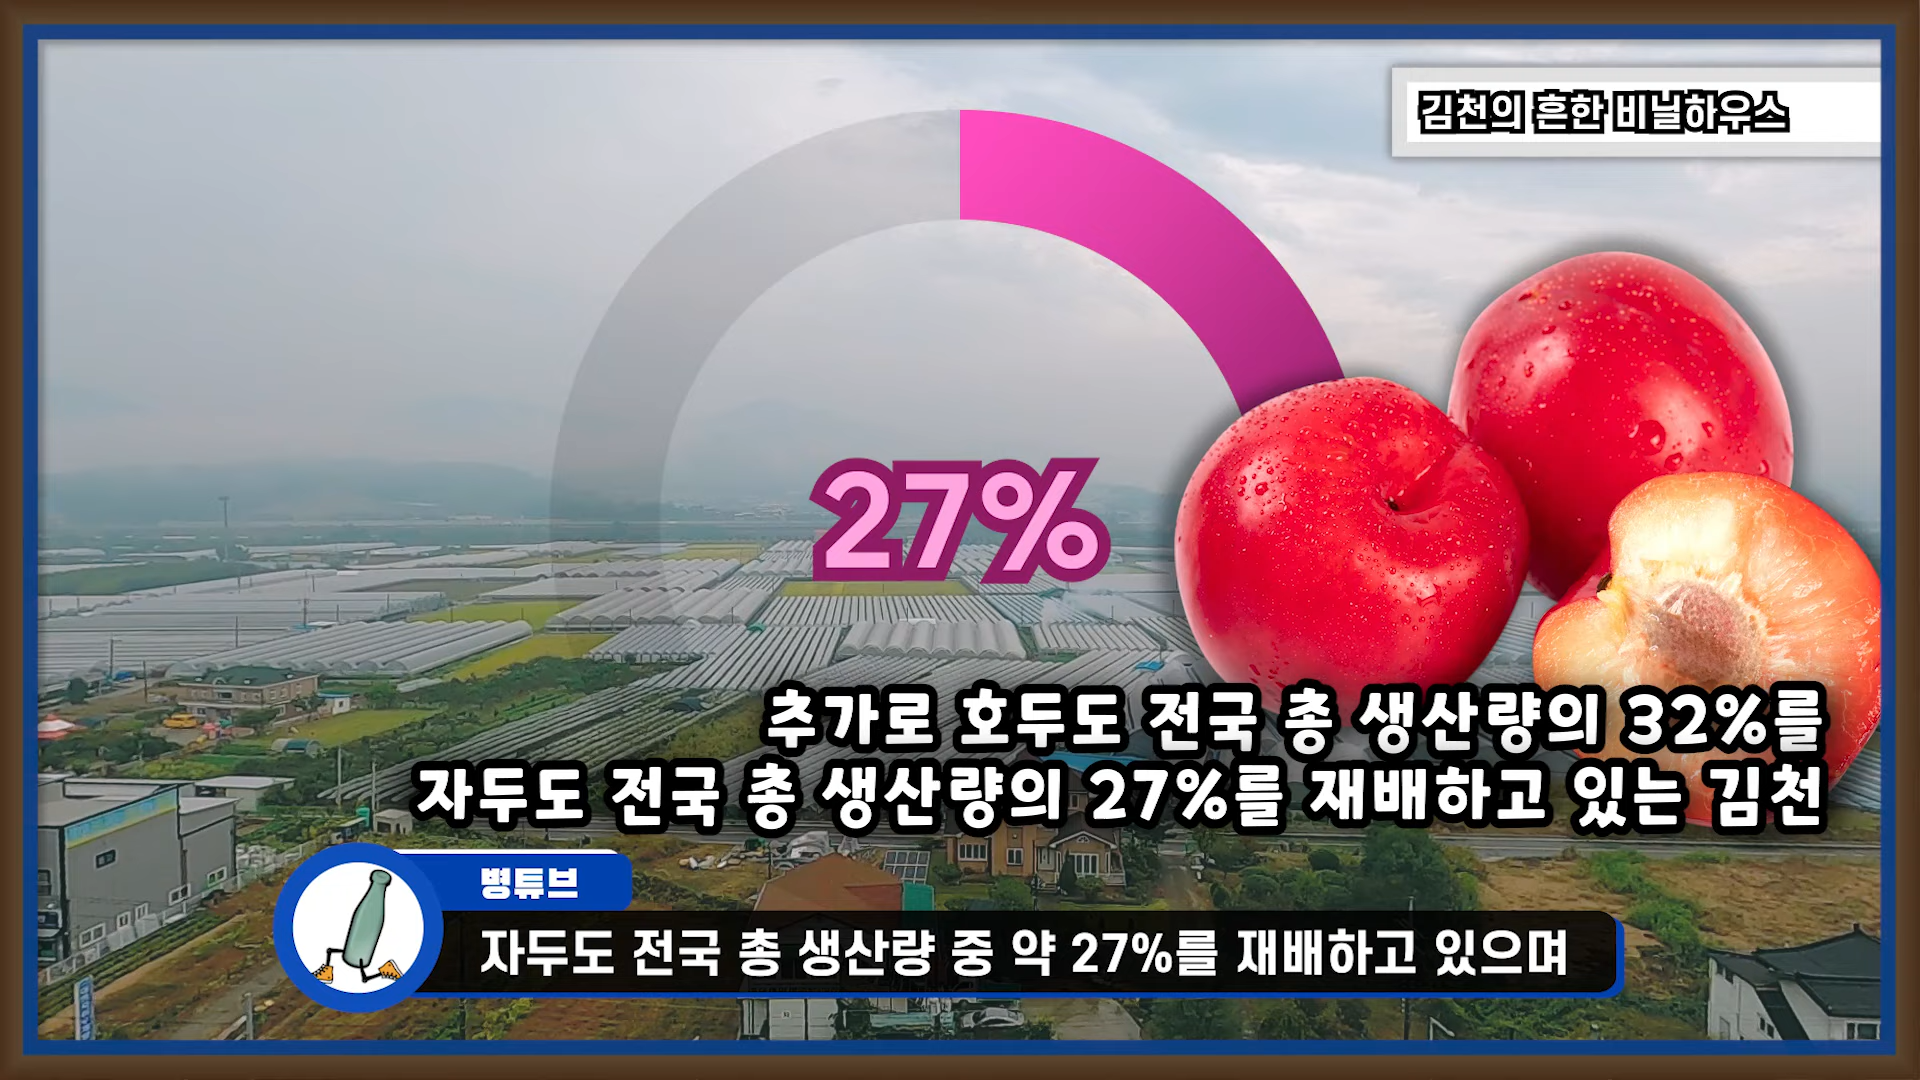 김천의 흔한 비닐하우스
27%
추가로 호두도 전국 총 생산량의 32%를
자두도 전국 총 생산량의 27%를 재배하고 있는 김천
병튜브
자두도 전국 총 생산량 중 약 27%를 재배하고 있으며